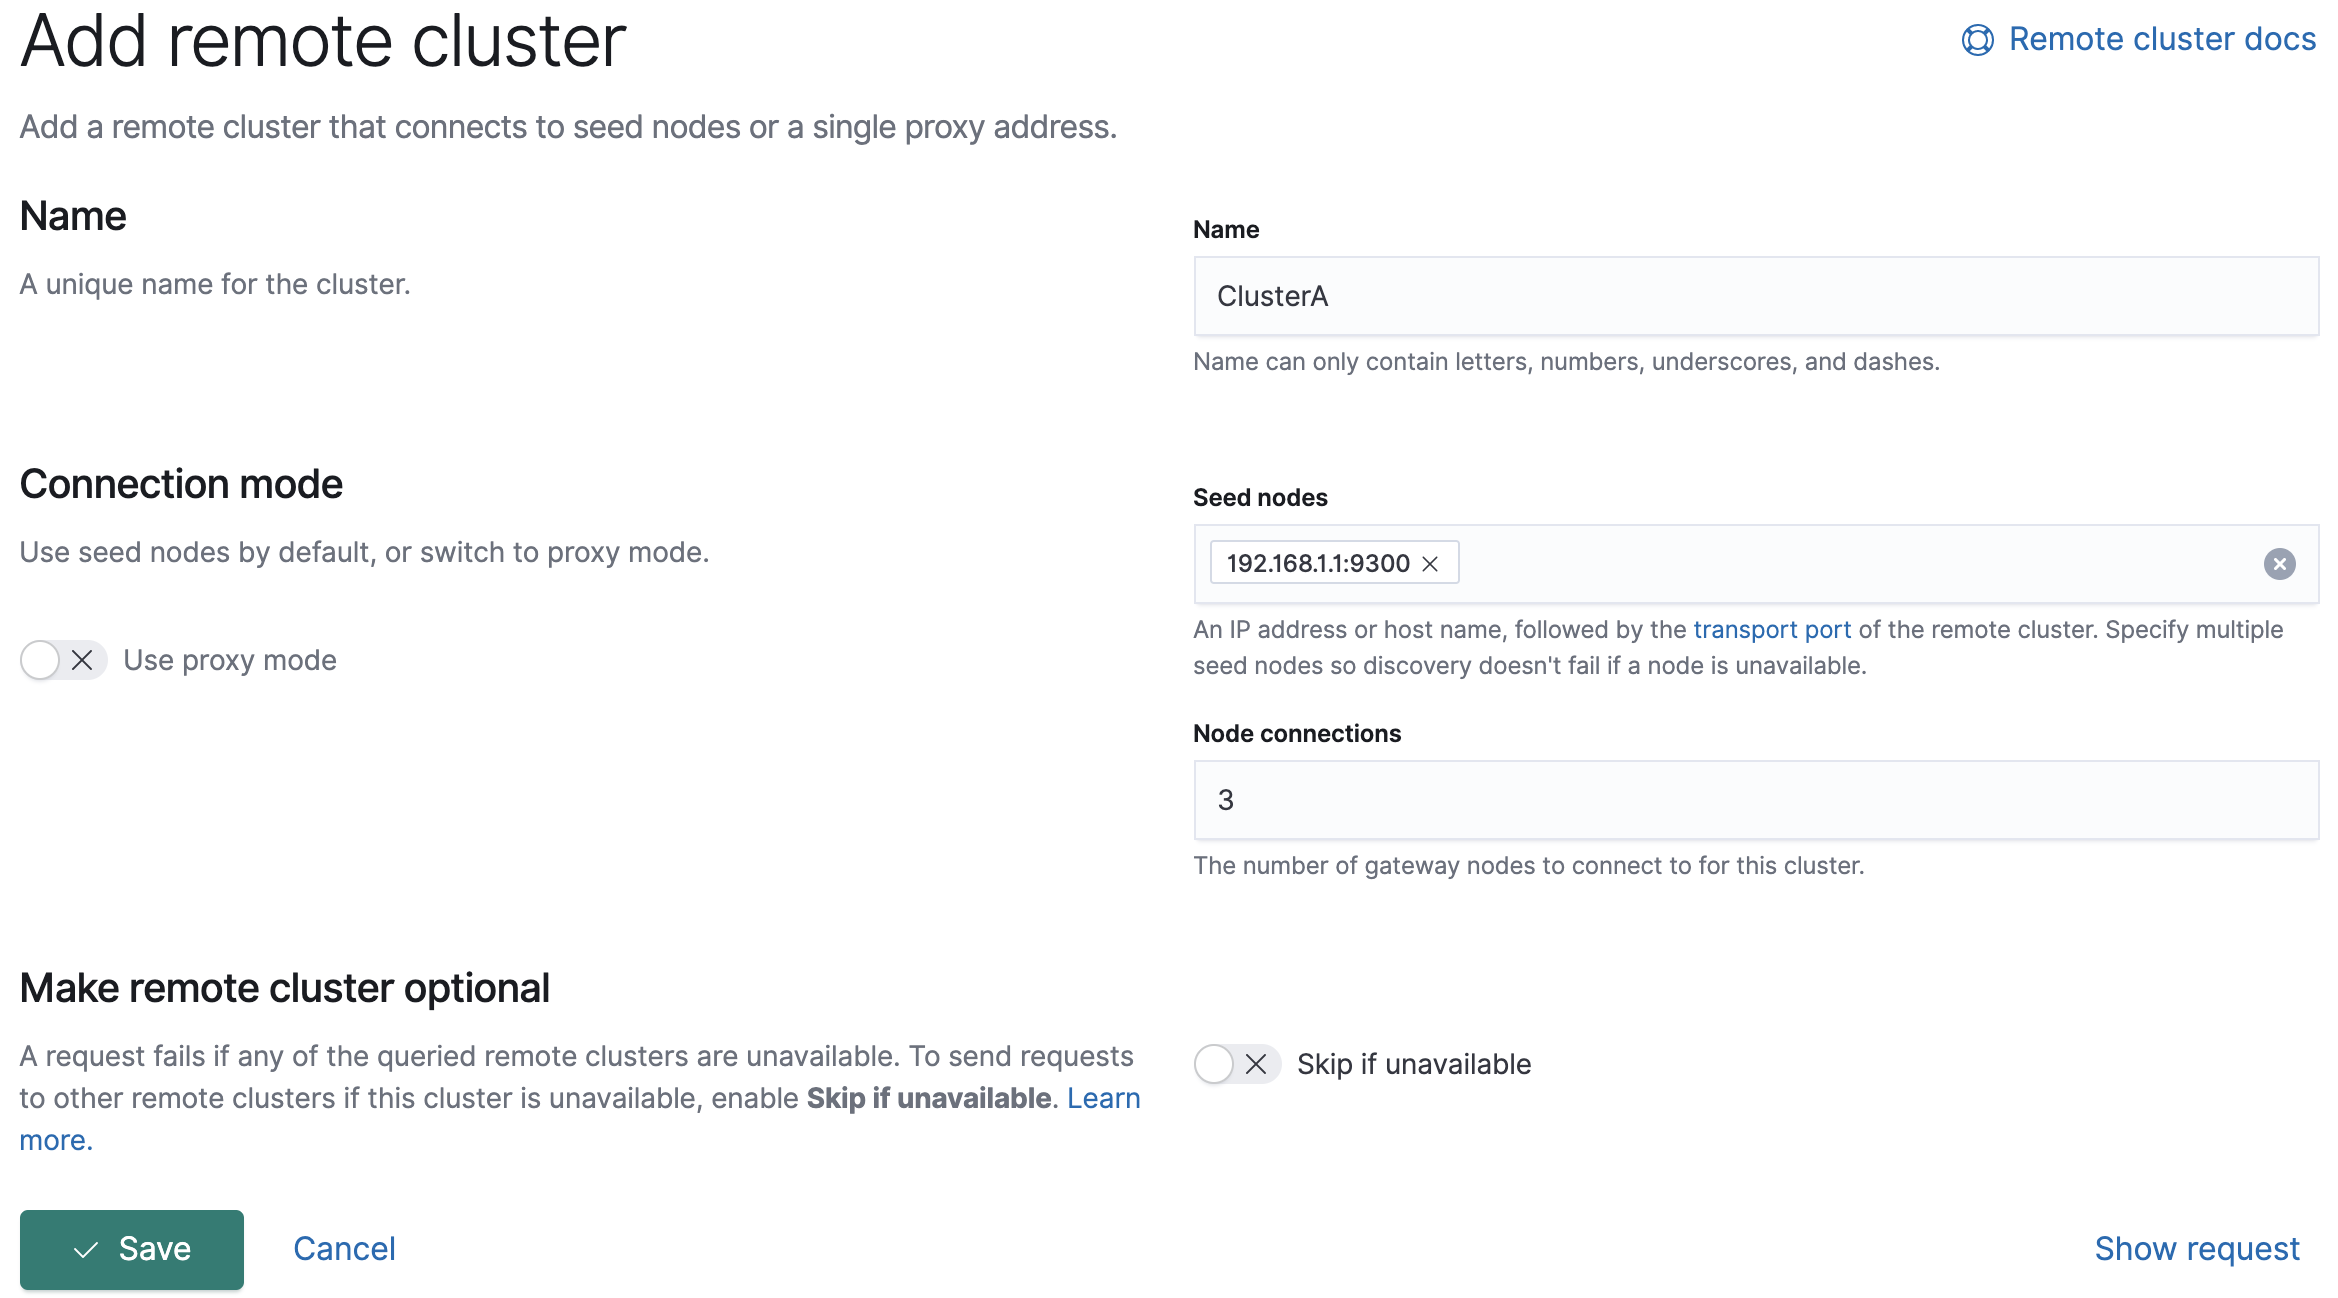 Add remote cluster
Remote cluster docs
Add a remote cluster that connects to seed nodes or a single proxy address.
Name
A unique name for the cluster.
Name
ClusterA
Name can only contain letters, numbers, underscores, and dashes.
Connection mode
Use seed nodes by default, or switch to proxy mode.
Use proxy mode
Seed nodes
192.168.1.1:9300
An IP address or host name, followed by the transport port of the remote cluster. Specify multiple
seed nodes so discovery doesn't fail if a node is unavailable.
Node connections
3
The number of gateway nodes to connect to for this cluster.
Make remote cluster optional
A request fails if any of the queried remote clusters are unavailable. To send requests
to other remote clusters if this cluster is unavailable, enable Skip if unavailable. Learn
more.
Skip if unavailable
Save
Cancel
Show request